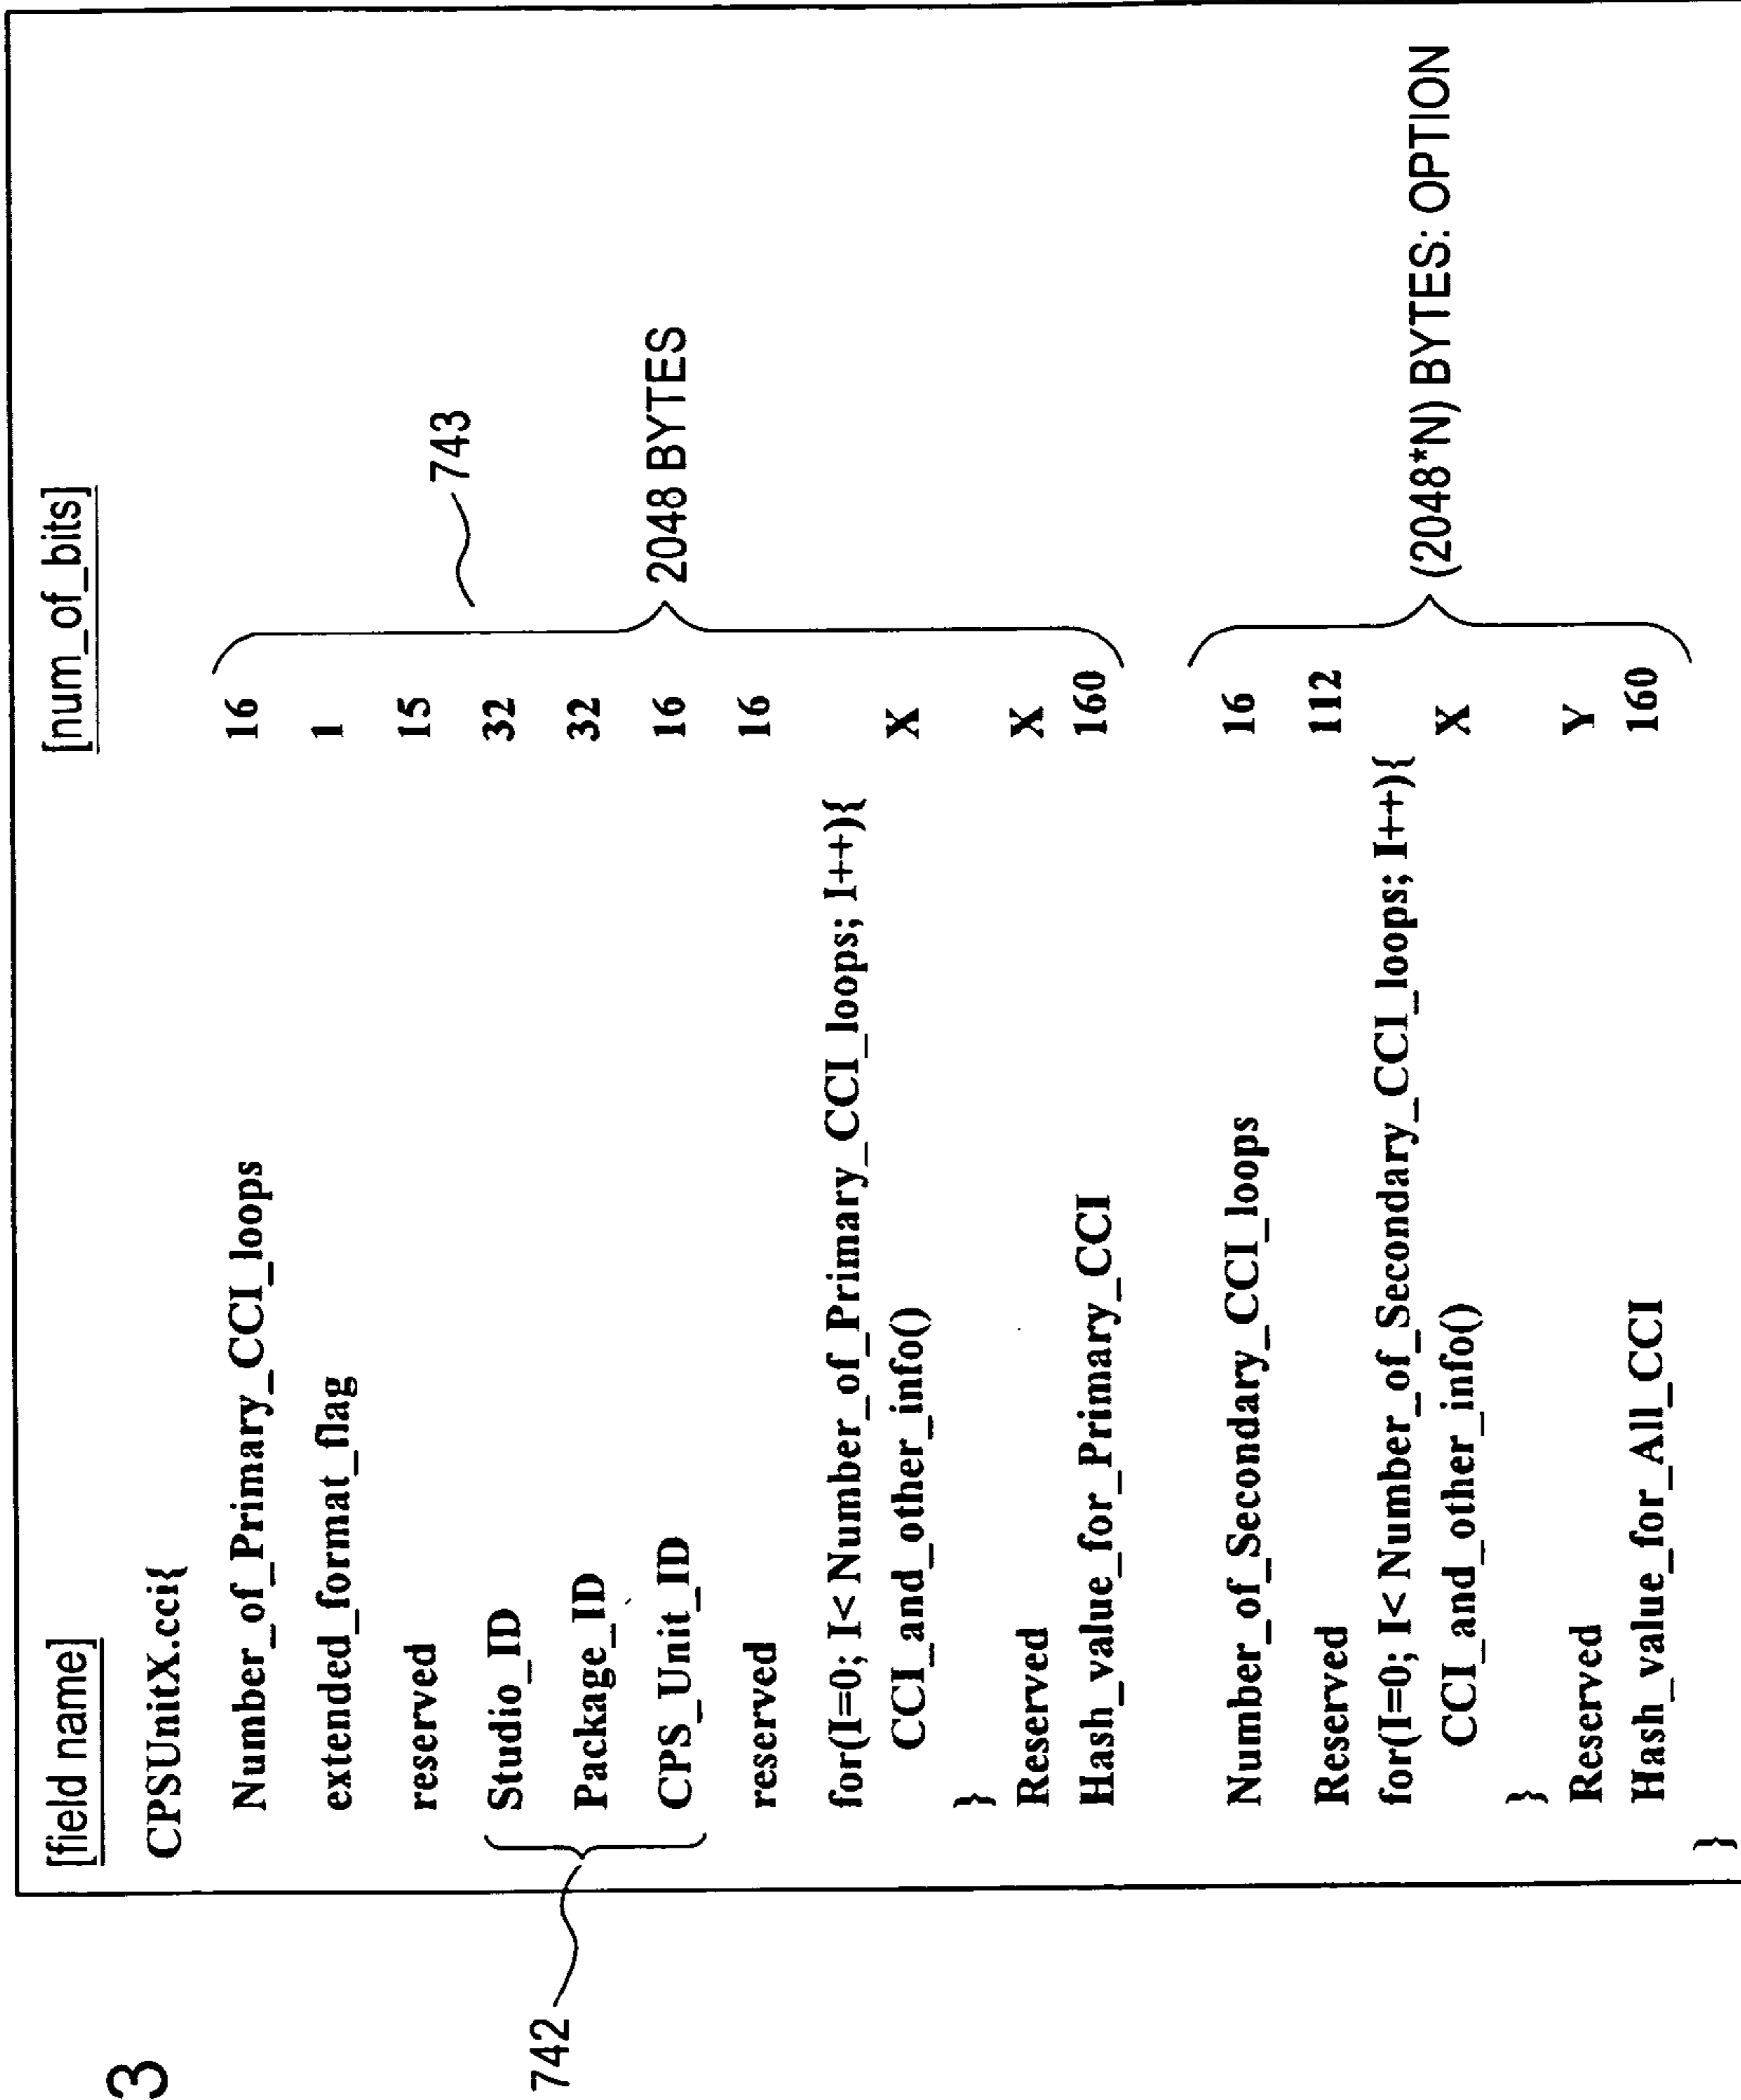 3
[field name] [num_of_bits]
CPSUnitX.cci{
Number_of_Primary_CCI_loops 16
extended_format_flag 1
reserved 15
743
Studio_ID 32
742
Package_ID 32
CPS_Unit_ID 16
2048 BYTES
reserved 16
for(I=0; I< Number_of_Primary_CCI_loops; I++){
CCI_and_other_info() X
}
Reserved X
Hash_value_for_Primary_CCI 160
Number_of_Secondary_CCI_loops 16
Reserved 112
for(I=0; I< Number_of_Secondary_CCI_loops; I++){
CCI_and_other_info() X
(2048*N) BYTES: OPTION
}
Reserved Y
Hash_value_for_All_CCI 160
}